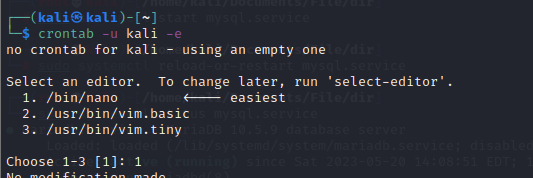 ┌──(kali㉿kali)-[~]
└─$ crontab -u kali -e
no crontab for kali - using an empty one
Select an editor.  To change later, run 'select-editor'.
  1. /bin/nano        <---- easiest
  2. /usr/bin/vim.basic
  3. /usr/bin/vim.tiny
Choose 1-3 [1]: 1
No modification made